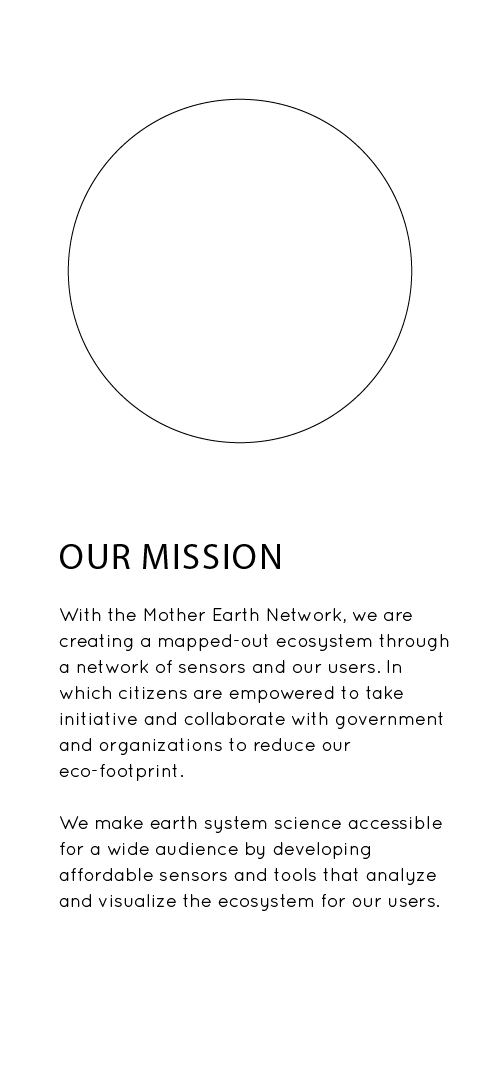 OUR MISSION
With the Mother Earth Network, we are
creating a mapped-out ecosystem through
a network of sensors and our users. In
which citizens are empowered to take
initiative and collaborate with government
and organizations to reduce our
eco-footprint.
We make earth system science accessible
for a wide audience by developing
affordable sensors and tools that analyze
and visualize the ecosystem for our users.